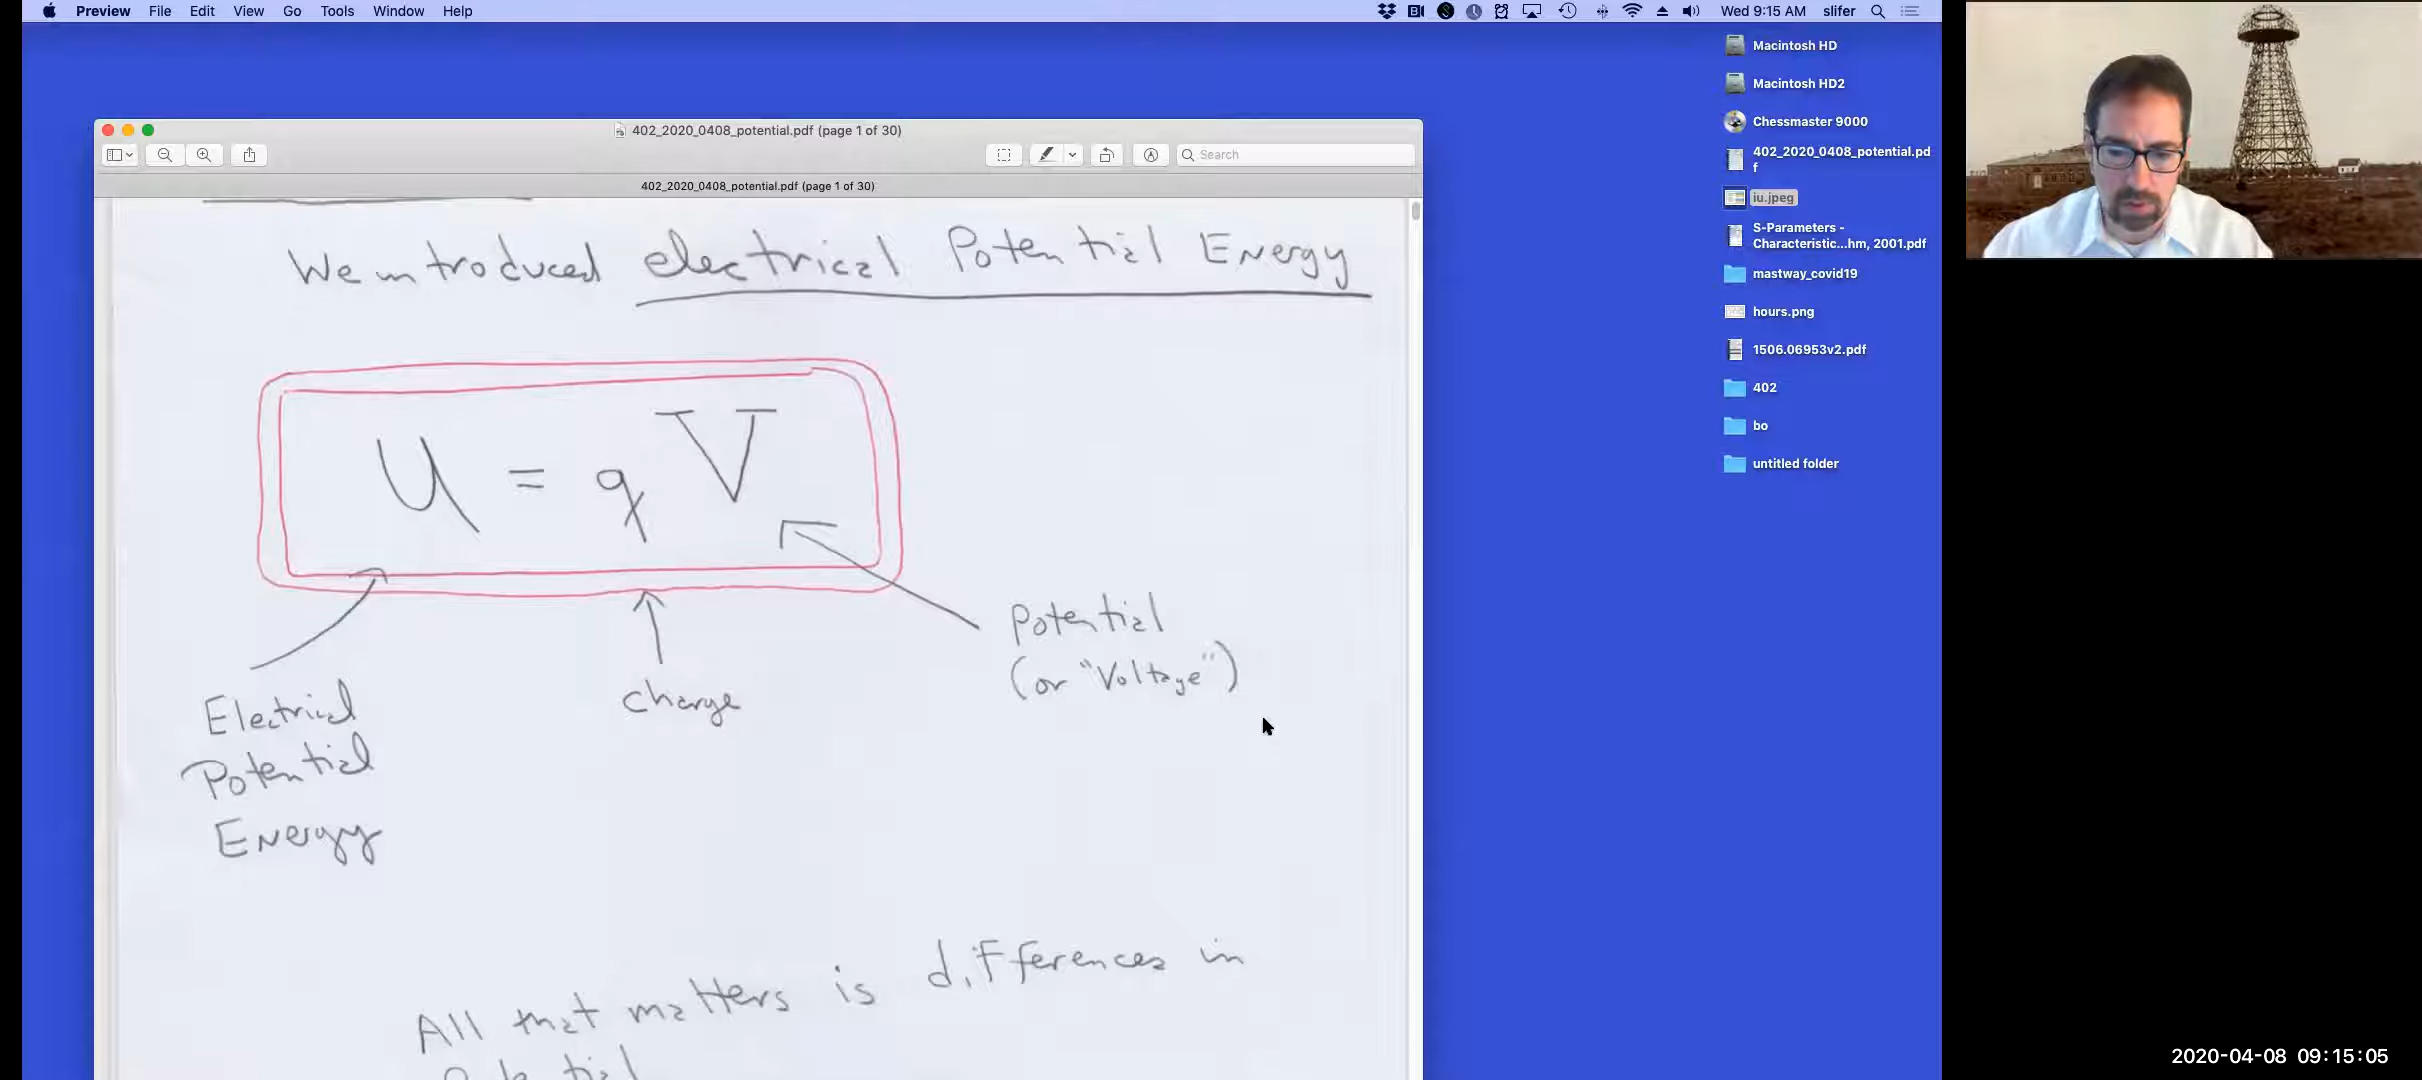 Preview File Edit View Go Tools Window Help
Wed 9:15 AM slifer
402_2020_0408_potential.pdf (page 1 of 30)
Search
402_2020_0408_potential.pdf (page 1 of 30)
We introduced electrical Potential Energy
U = q V
Potential
(or "Voltage")
charge
Electrical
Potential
Energy
All that matters is differences in
Potential
Macintosh HD
Macintosh HD2
Chessmaster 9000
402_2020_0408_potential.pd
f
iu.jpeg
S-Parameters -
Characteristic...hm, 2001.pdf
mastway_covid19
hours.png
1506.06953v2.pdf
402
bo
untitled folder
2020-04-08 09:15:05